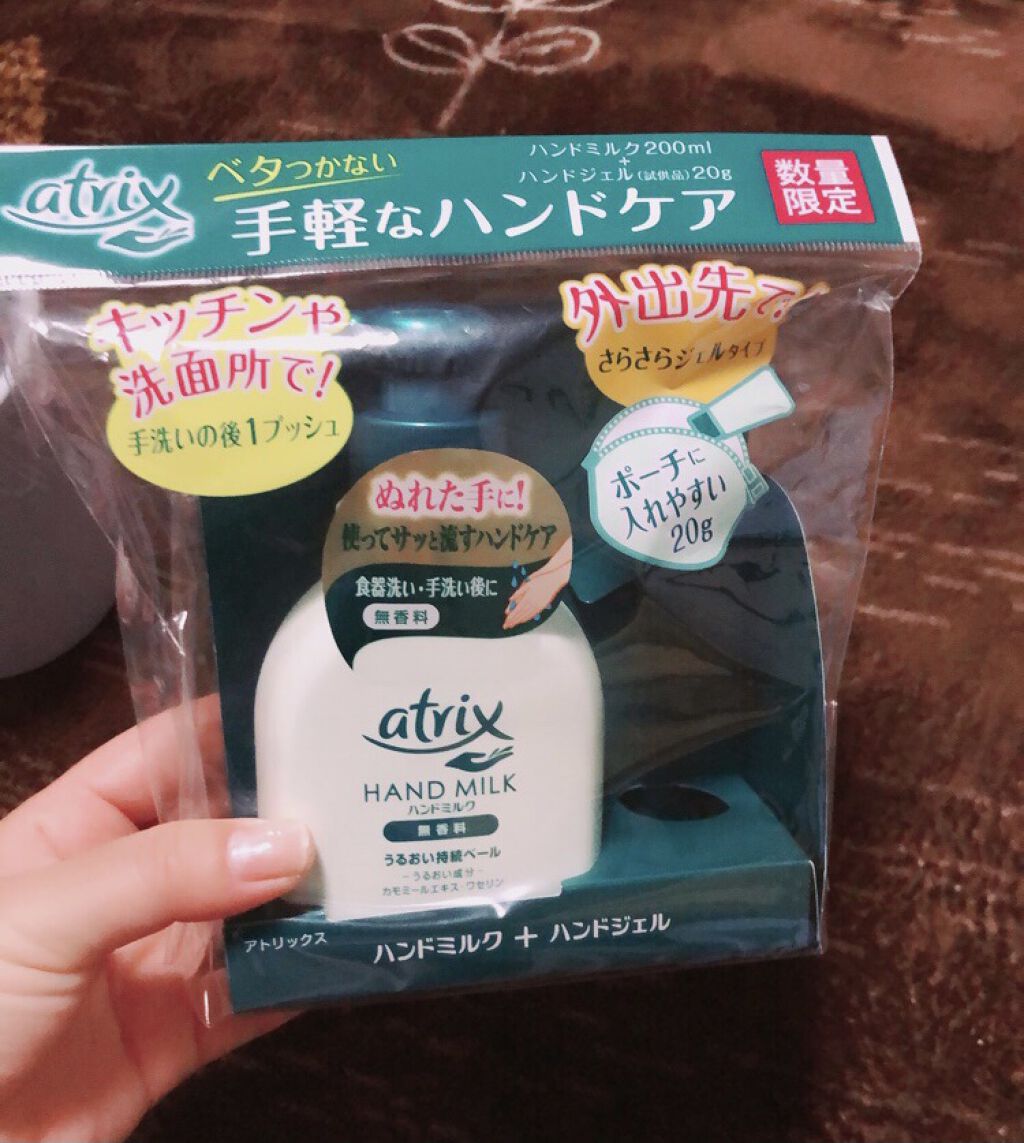 atrix
ベタつかない
手軽なハンドケア
ハンドミルク200ml
+
ハンドジェル(試供品)20g
数量
限定
キッチンや
洗面所で!
手洗いの後1プッシュ
外出先で!
さらさらジェルタイプ
ポーチに
入れやすい
20g
ぬれた手に!
使ってサッと流すハンドケア
食器洗い・手洗い後に
無香料
atrix
HAND MILK
ハンドミルク
無香料
うるおい持続ベール
-うるおい成分-
カモミールエキス・ワセリン
アトリックス
ハンドミルク + ハンドジェル